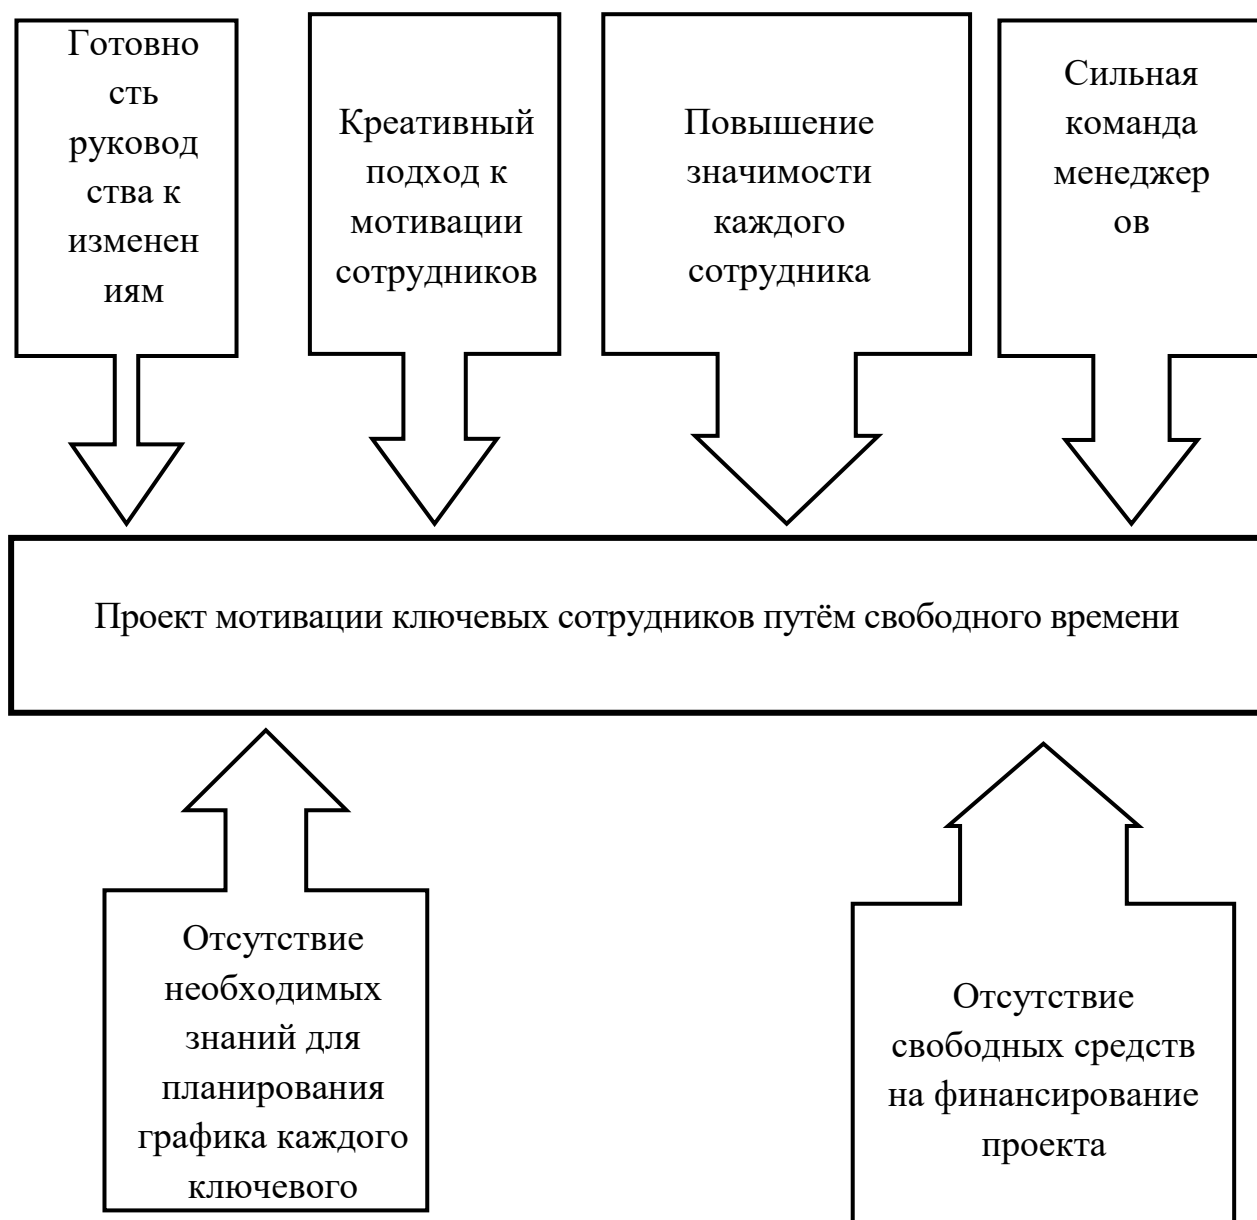 Готовно
сть
руковод
ства к
изменен
иям
Креативный
подход к
мотивации
сотрудников
Повышение
значимости
каждого
сотрудника
Сильная
команда
менеджер
ов
Проект мотивации ключевых сотрудников путём свободного времени
Отсутствие
необходимых
знаний для
планирования
графика каждого
ключевого
Отсутствие
свободных средств
на финансирование
проекта